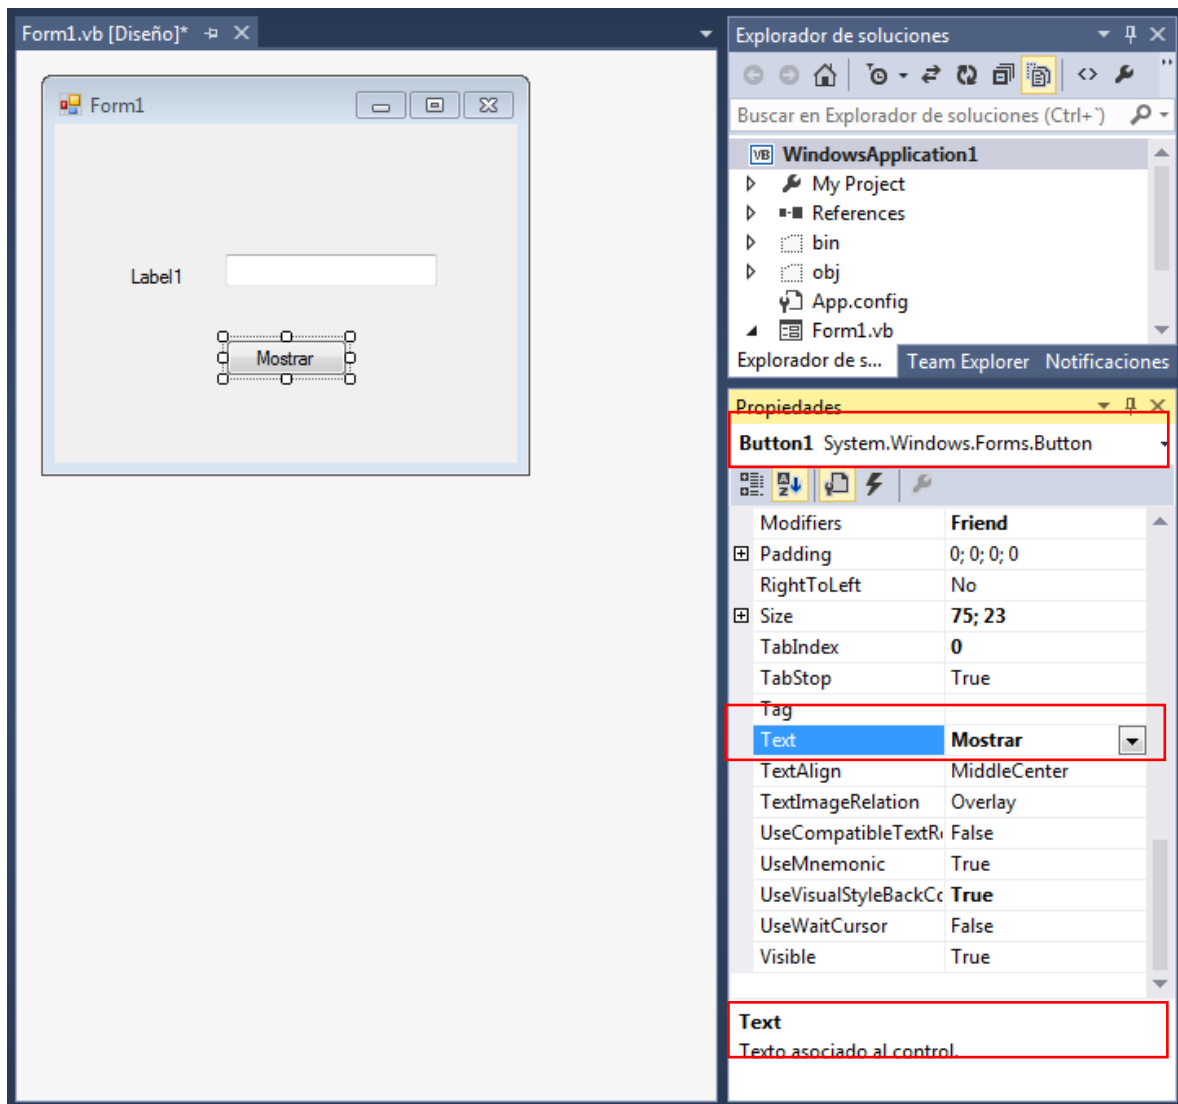 Form1.vb [Diseño]*
Form1
Label1
Mostrar
Explorador de soluciones
Buscar en Explorador de soluciones (Ctrl+`)
VB WindowsApplication1
My Project
References
bin
obj
App.config
Form1.vb
Explorador de s... Team Explorer Notificaciones
Propiedades
Button1 System.Windows.Forms.Button
Modifiers Friend
Padding 0; 0; 0; 0
RightToLeft No
Size 75; 23
TabIndex 0
TabStop True
Tag
Text Mostrar
TextAlign MiddleCenter
TextImageRelation Overlay
UseCompatibleTextR False
UseMnemonic True
UseVisualStyleBackCo True
UseWaitCursor False
Visible True
Text
Texto asociado al control.